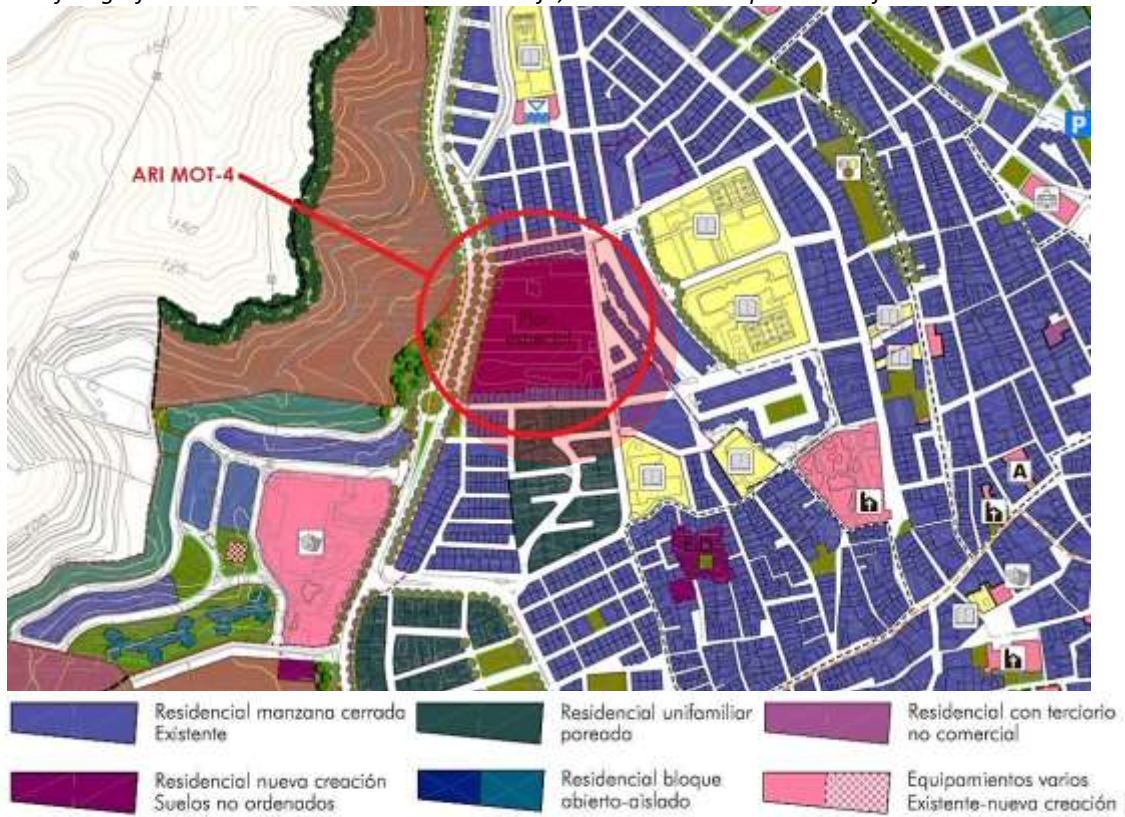 ARI MOT-4
150
125
P
A
Residencial manzana cerrada
Existente
Residencial unifamiliar
pareada
Residencial con terciario
no comercial
Residencial nueva creación
Suelos no ordenados
Residencial bloque
abierto-aislado
Equipamientos varios
Existente-nueva creación